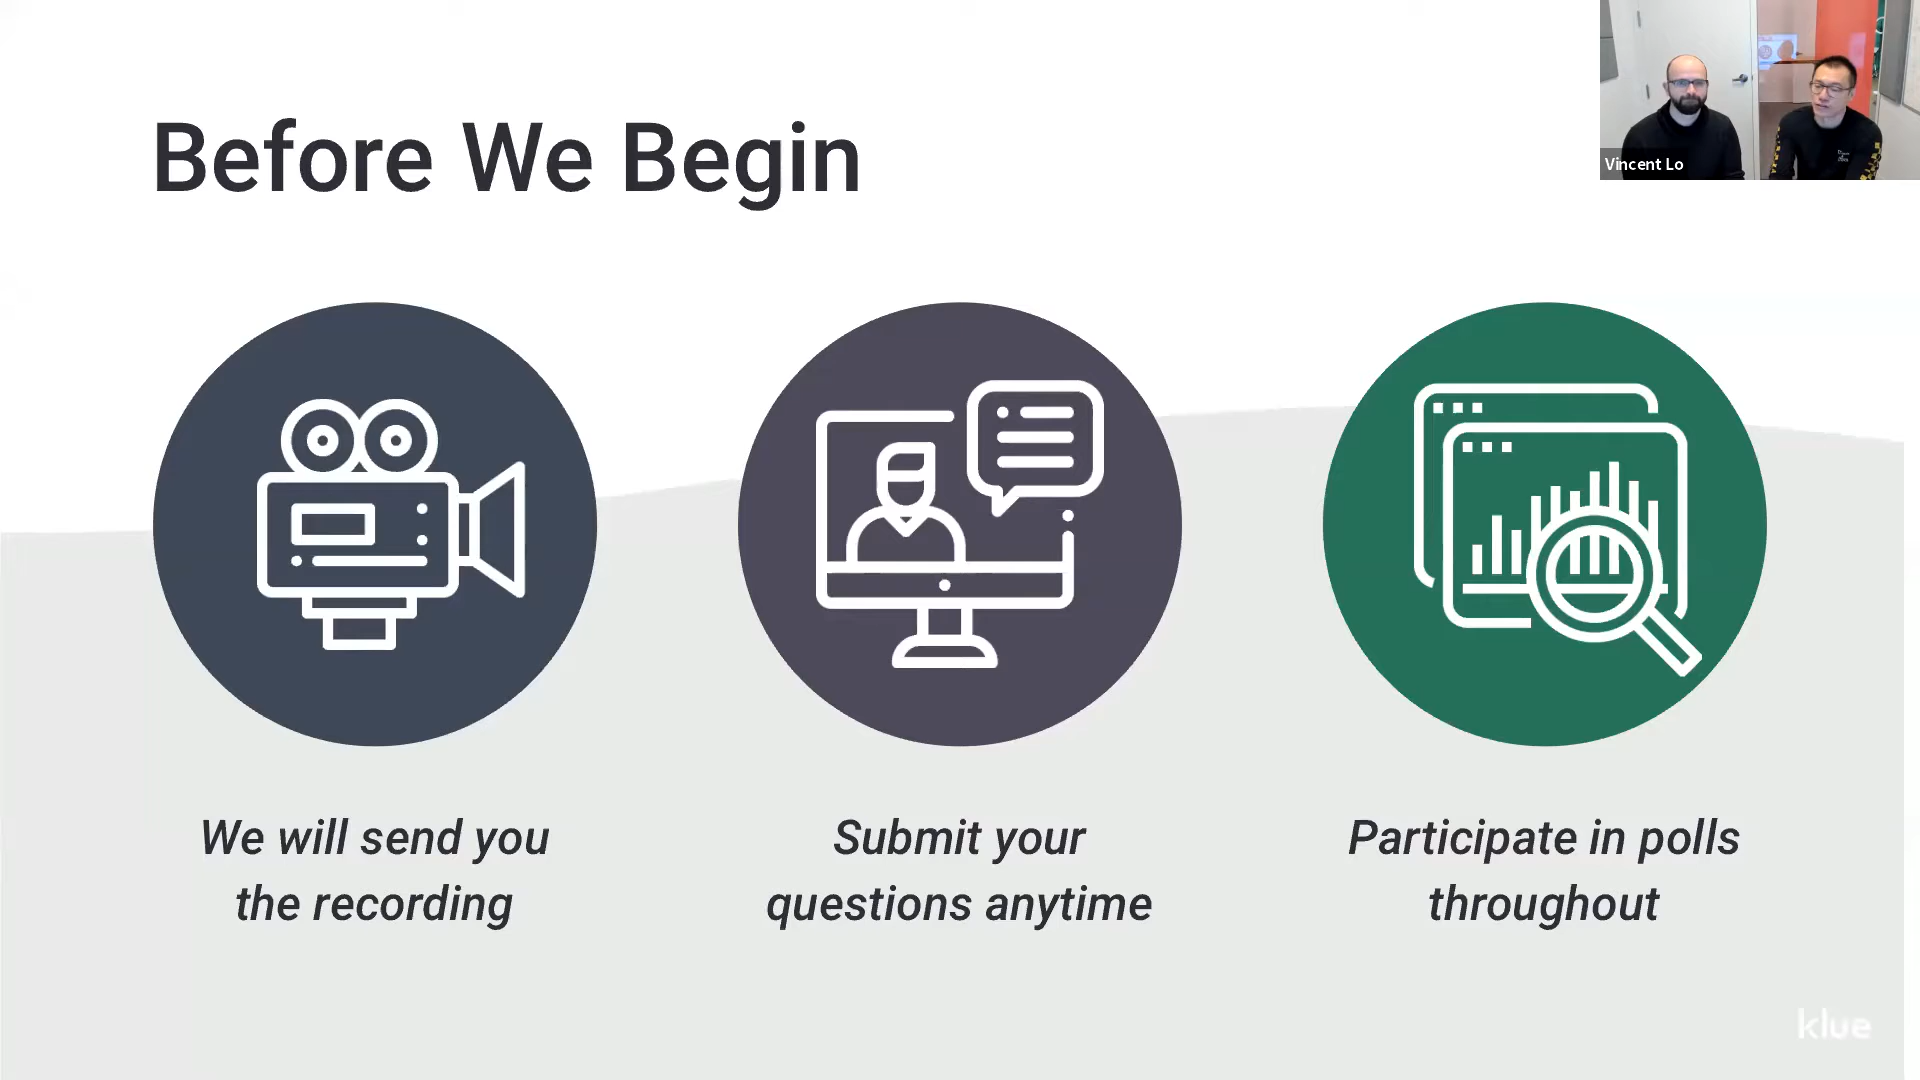 Before We Begin
Vincent Lo
We will send you
the recording
Submit your
questions anytime
Participate in polls
throughout
klue